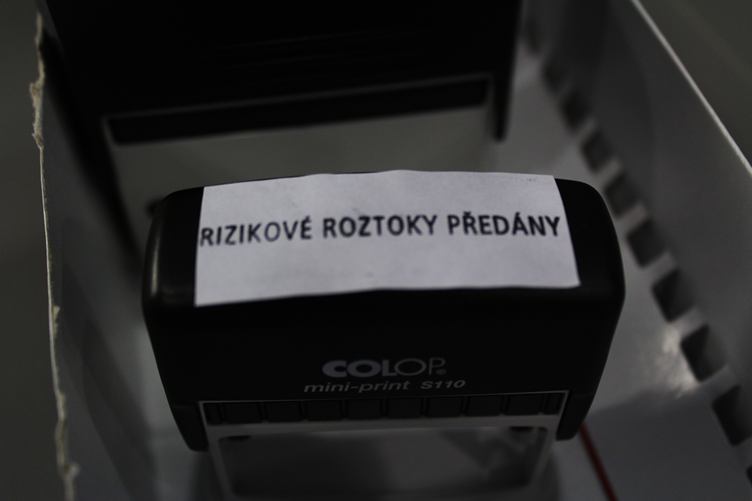 RIZIKOVÉ ROZTOKY PŘEDÁNY
COLOP®
mini-print S110